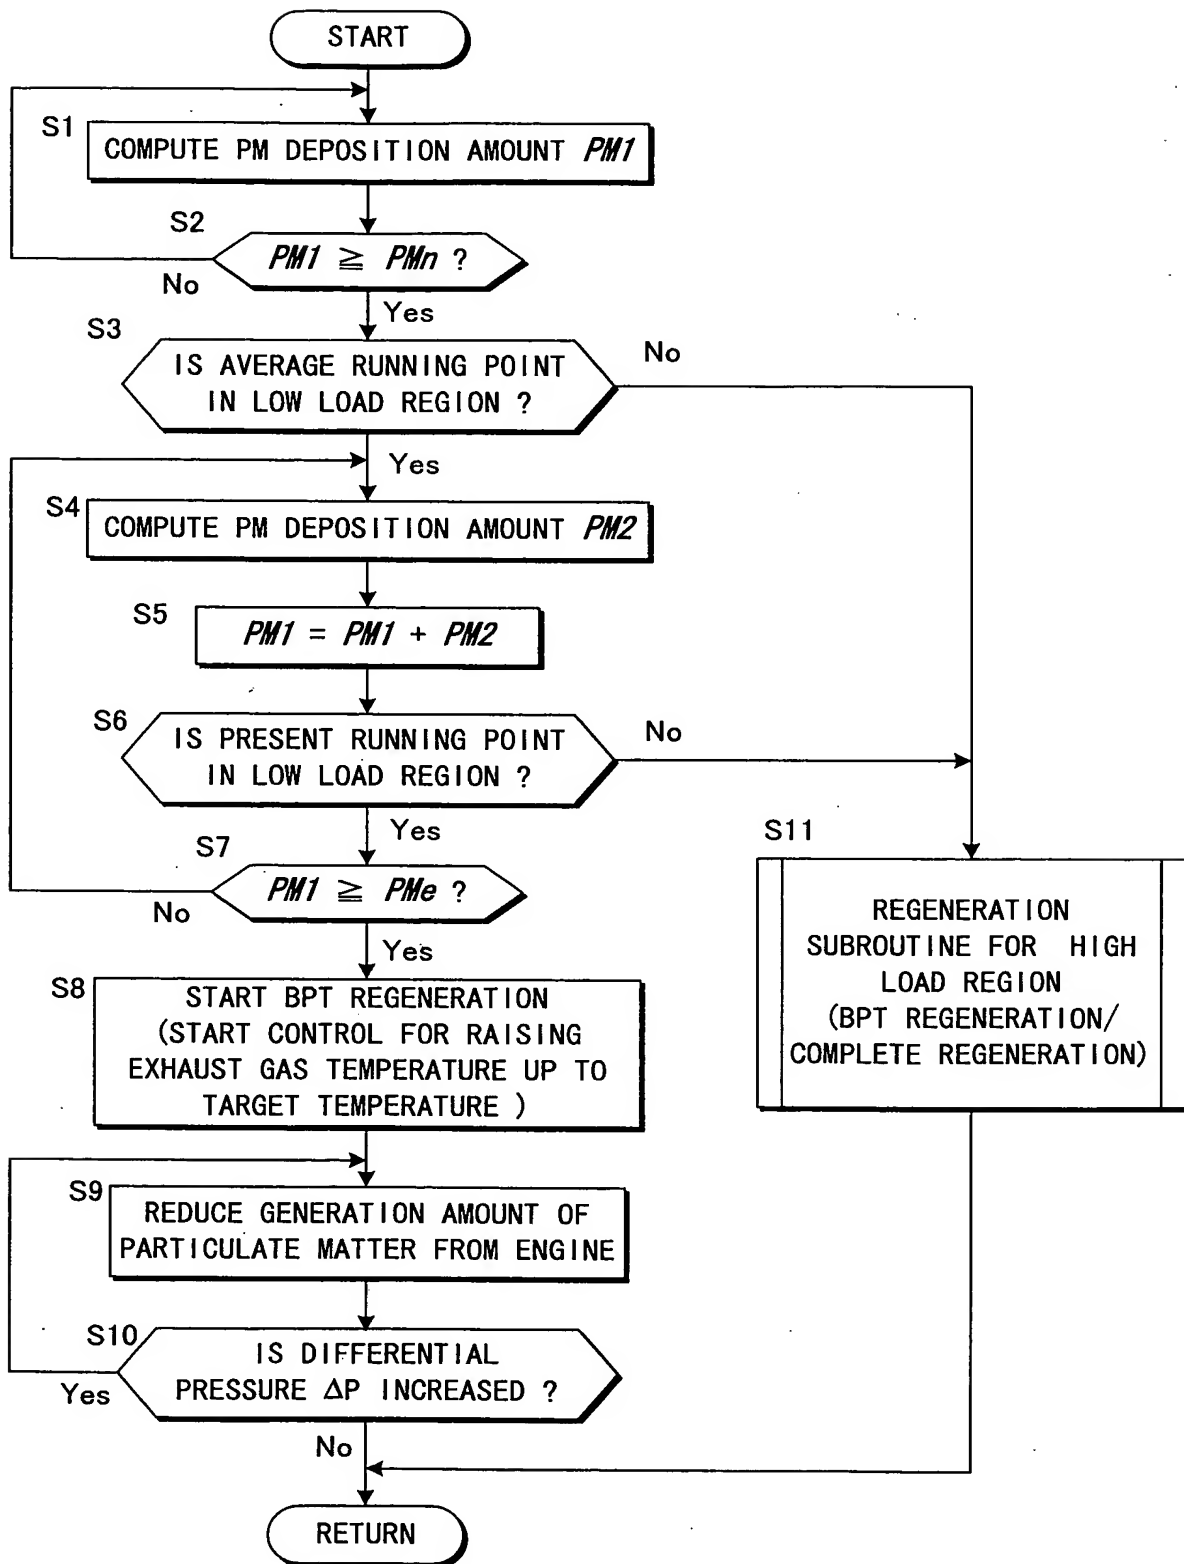 START
S1
COMPUTE PM DEPOSITION AMOUNT PM1
S2
PM1 ≧ PMn ?
No
Yes
S3
IS AVERAGE RUNNING POINT
IN LOW LOAD REGION ?
No
Yes
S4
COMPUTE PM DEPOSITION AMOUNT PM2
S5
PM1 = PM1 + PM2
S6
IS PRESENT RUNNING POINT
IN LOW LOAD REGION ?
No
Yes
S7
PM1 ≧ PMe ?
No
Yes
S11
REGENERATION
SUBROUTINE FOR HIGH
LOAD REGION
(BPT REGENERATION/
COMPLETE REGENERATION)
S8
START BPT REGENERATION
(START CONTROL FOR RAISING
EXHAUST GAS TEMPERATURE UP TO
TARGET TEMPERATURE )
S9
REDUCE GENERATION AMOUNT OF
PARTICULATE MATTER FROM ENGINE
S10
IS DIFFERENTIAL
PRESSURE ΔP INCREASED ?
Yes
No
RETURN